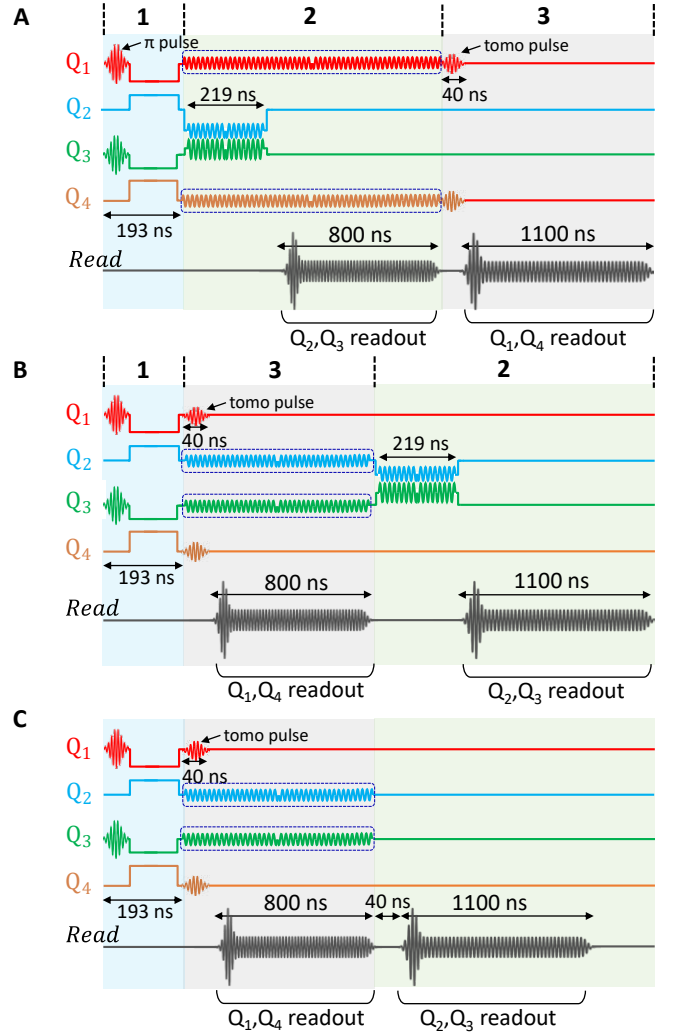 A
1 2 3
π pulse
tomo pulse
Q1
219 ns
40 ns
Q2
Q3
Q4
193 ns
800 ns
1100 ns
Read
Q2,Q3 readout
Q1,Q4 readout
B
1 3 2
tomo pulse
Q1
40 ns
219 ns
Q2
Q3
Q4
193 ns
800 ns
1100 ns
Read
Q1,Q4 readout
Q2,Q3 readout
C
tomo pulse
Q1
40 ns
Q2
Q3
Q4
193 ns
800 ns
40 ns
1100 ns
Read
Q1,Q4 readout
Q2,Q3 readout